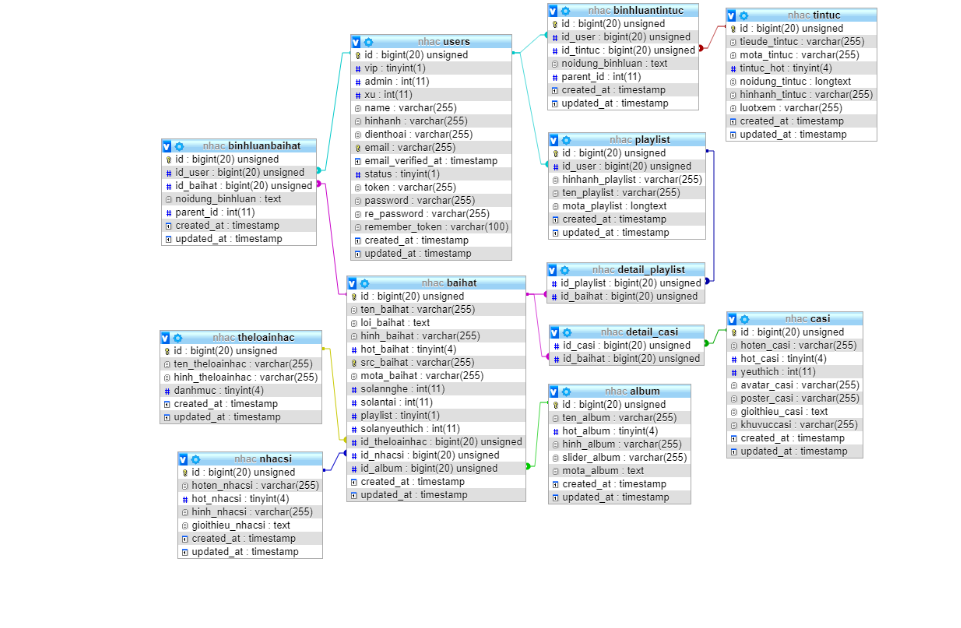 nhac binhluantintuc
id : bigint(20) unsigned
id_user : bigint(20) unsigned
id_tintuc : bigint(20) unsigned
noidung_binhluan : text
parent_id : int(11)
created_at : timestamp
updated_at : timestamp
nhac tintuc
id : bigint(20) unsigned
tieude_tintuc : varchar(255)
mota_tintuc : varchar(255)
tintuc_hot : tinyint(4)
noidung_tintuc : longtext
hinhanh_tintuc : varchar(255)
luotxem : varchar(255)
created_at : timestamp
updated_at : timestamp
nhac users
id : bigint(20) unsigned
vip : tinyint(1)
admin : int(11)
xu : int(11)
name : varchar(255)
hinhanh : varchar(255)
dienthoai : varchar(255)
email : varchar(255)
email_verified_at : timestamp
status : tinyint(1)
token : varchar(255)
password : varchar(255)
re_password : varchar(255)
remember_token : varchar(100)
created_at : timestamp
updated_at : timestamp
nhac binhluanbaihat
id : bigint(20) unsigned
id_user : bigint(20) unsigned
id_baihat : bigint(20) unsigned
noidung_binhluan : text
parent_id : int(11)
created_at : timestamp
updated_at : timestamp
nhac playlist
id : bigint(20) unsigned
id_user : bigint(20) unsigned
hinhanh_playlist : varchar(255)
ten_playlist : varchar(255)
mota_playlist : longtext
created_at : timestamp
updated_at : timestamp
nhac detail_playlist
id_playlist : bigint(20) unsigned
id_baihat : bigint(20) unsigned
nhac baihat
id : bigint(20) unsigned
ten_baihat : varchar(255)
loi_baihat : text
hinh_baihat : varchar(255)
hot_baihat : tinyint(4)
src_baihat : varchar(255)
mota_baihat : varchar(255)
solannghe : int(11)
solantai : int(11)
playlist : tinyint(1)
solanyeuthich : int(11)
id_theloainhac : bigint(20) unsigned
id_nhacsi : bigint(20) unsigned
id_album : bigint(20) unsigned
created_at : timestamp
updated_at : timestamp
nhac detail_casi
id_casi : bigint(20) unsigned
id_baihat : bigint(20) unsigned
nhac casi
id : bigint(20) unsigned
hoten_casi : varchar(255)
hot_casi : tinyint(4)
yeuthich : int(11)
avatar_casi : varchar(255)
poster_casi : varchar(255)
gioithieu_casi : text
khuvuccasi : varchar(255)
created_at : timestamp
updated_at : timestamp
nhac theloainhac
id : bigint(20) unsigned
ten_theloainhac : varchar(255)
hinh_theloainhac : varchar(255)
danhmuc : tinyint(4)
created_at : timestamp
updated_at : timestamp
nhac album
id : bigint(20) unsigned
ten_album : varchar(255)
hot_album : tinyint(4)
hinh_album : varchar(255)
slider_album : varchar(255)
mota_album : text
created_at : timestamp
updated_at : timestamp
nhac nhacsi
id : bigint(20) unsigned
hoten_nhacsi : varchar(255)
hot_nhacsi : tinyint(4)
hinh_nhacsi : varchar(255)
gioithieu_nhacsi : text
created_at : timestamp
updated_at : timestamp